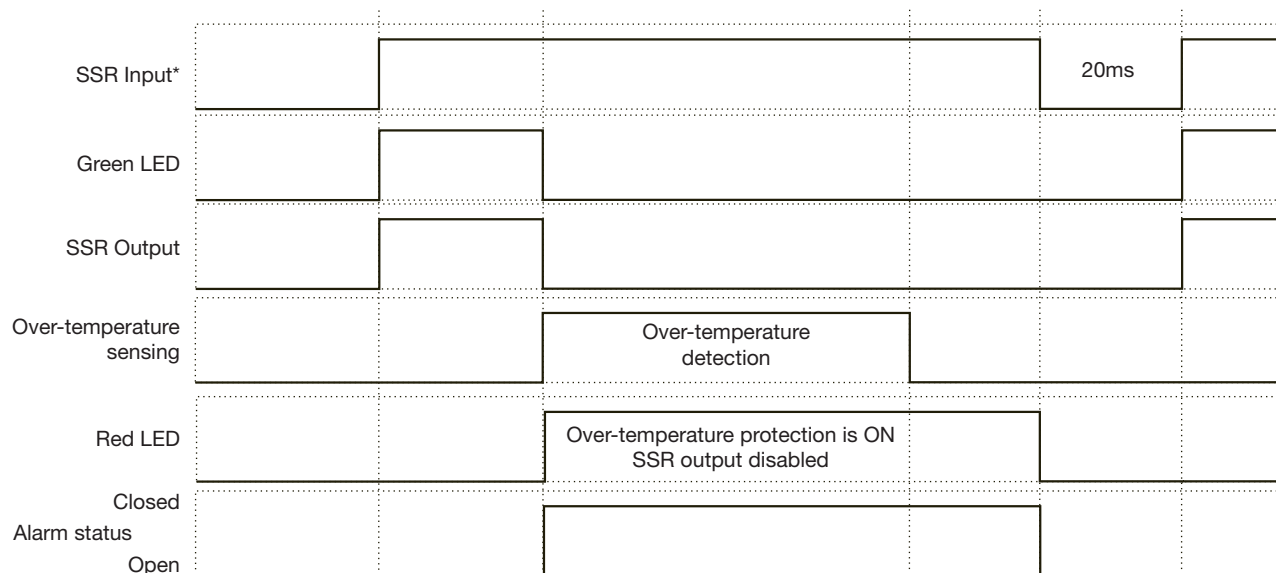 SSR Input*
20ms
Green LED
SSR Output
Over-temperature
sensing
Over-temperature
detection
Red LED
Over-temperature protection is ON
SSR output disabled
Closed
Alarm status
Open